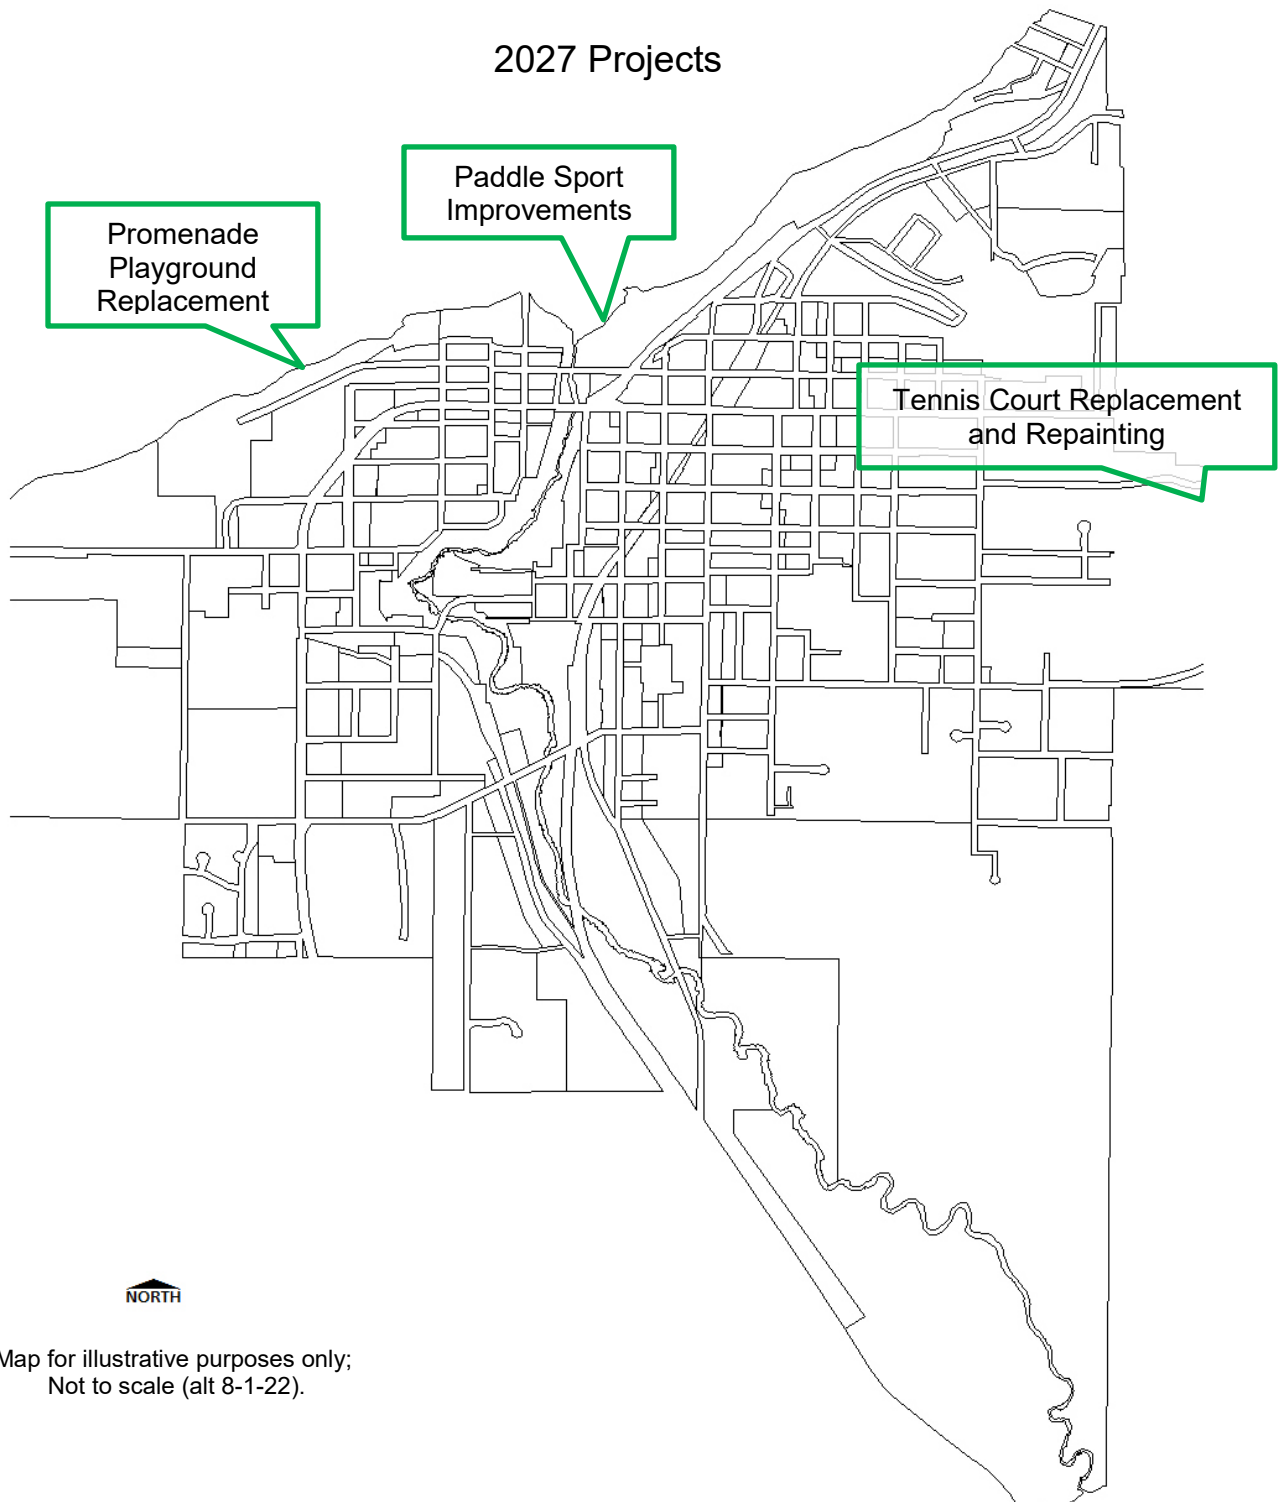 2027 Projects
Paddle Sport
Improvements
Promenade
Playground
Replacement
Tennis Court Replacement
and Repainting
NORTH
Map for illustrative purposes only;
Not to scale (alt 8-1-22).